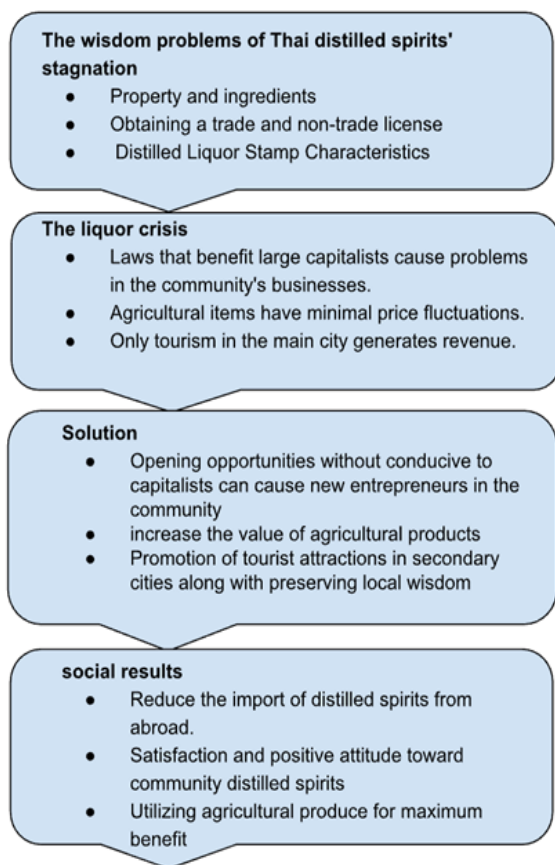 The wisdom problems of Thai distilled spirits'
stagnation
● Property and ingredients
● Obtaining a trade and non-trade license
● Distilled Liquor Stamp Characteristics
The liquor crisis
● Laws that benefit large capitalists cause problems
in the community's businesses.
● Agricultural items have minimal price fluctuations.
● Only tourism in the main city generates revenue.
Solution
● Opening opportunities without conducive to
capitalists can cause new entrepreneurs in the
community
● increase the value of agricultural products
● Promotion of tourist attractions in secondary
cities along with preserving local wisdom
social results
● Reduce the import of distilled spirits from
abroad.
● Satisfaction and positive attitude toward
community distilled spirits
● Utilizing agricultural produce for maximum
benefit